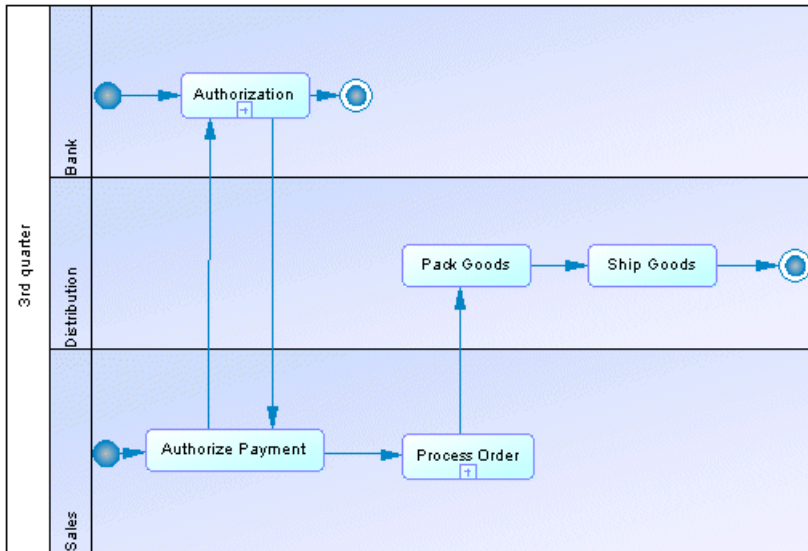 3rd quarter
Bank
Authorization
Distribution
Pack Goods
Ship Goods
Sales
Authorize Payment
Process Order